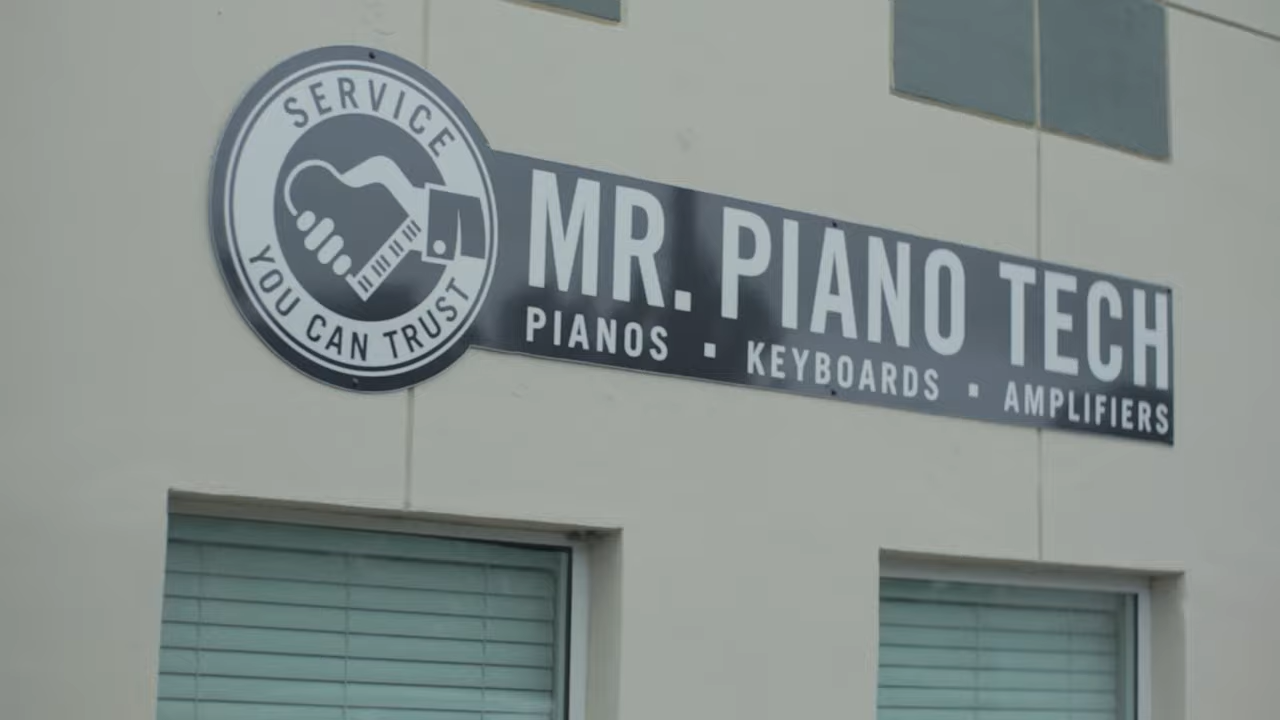 SERVICE
YOU CAN TRUST
MR. PIANO TECH
PIANOS ▪ KEYBOARDS ▪ AMPLIFIERS